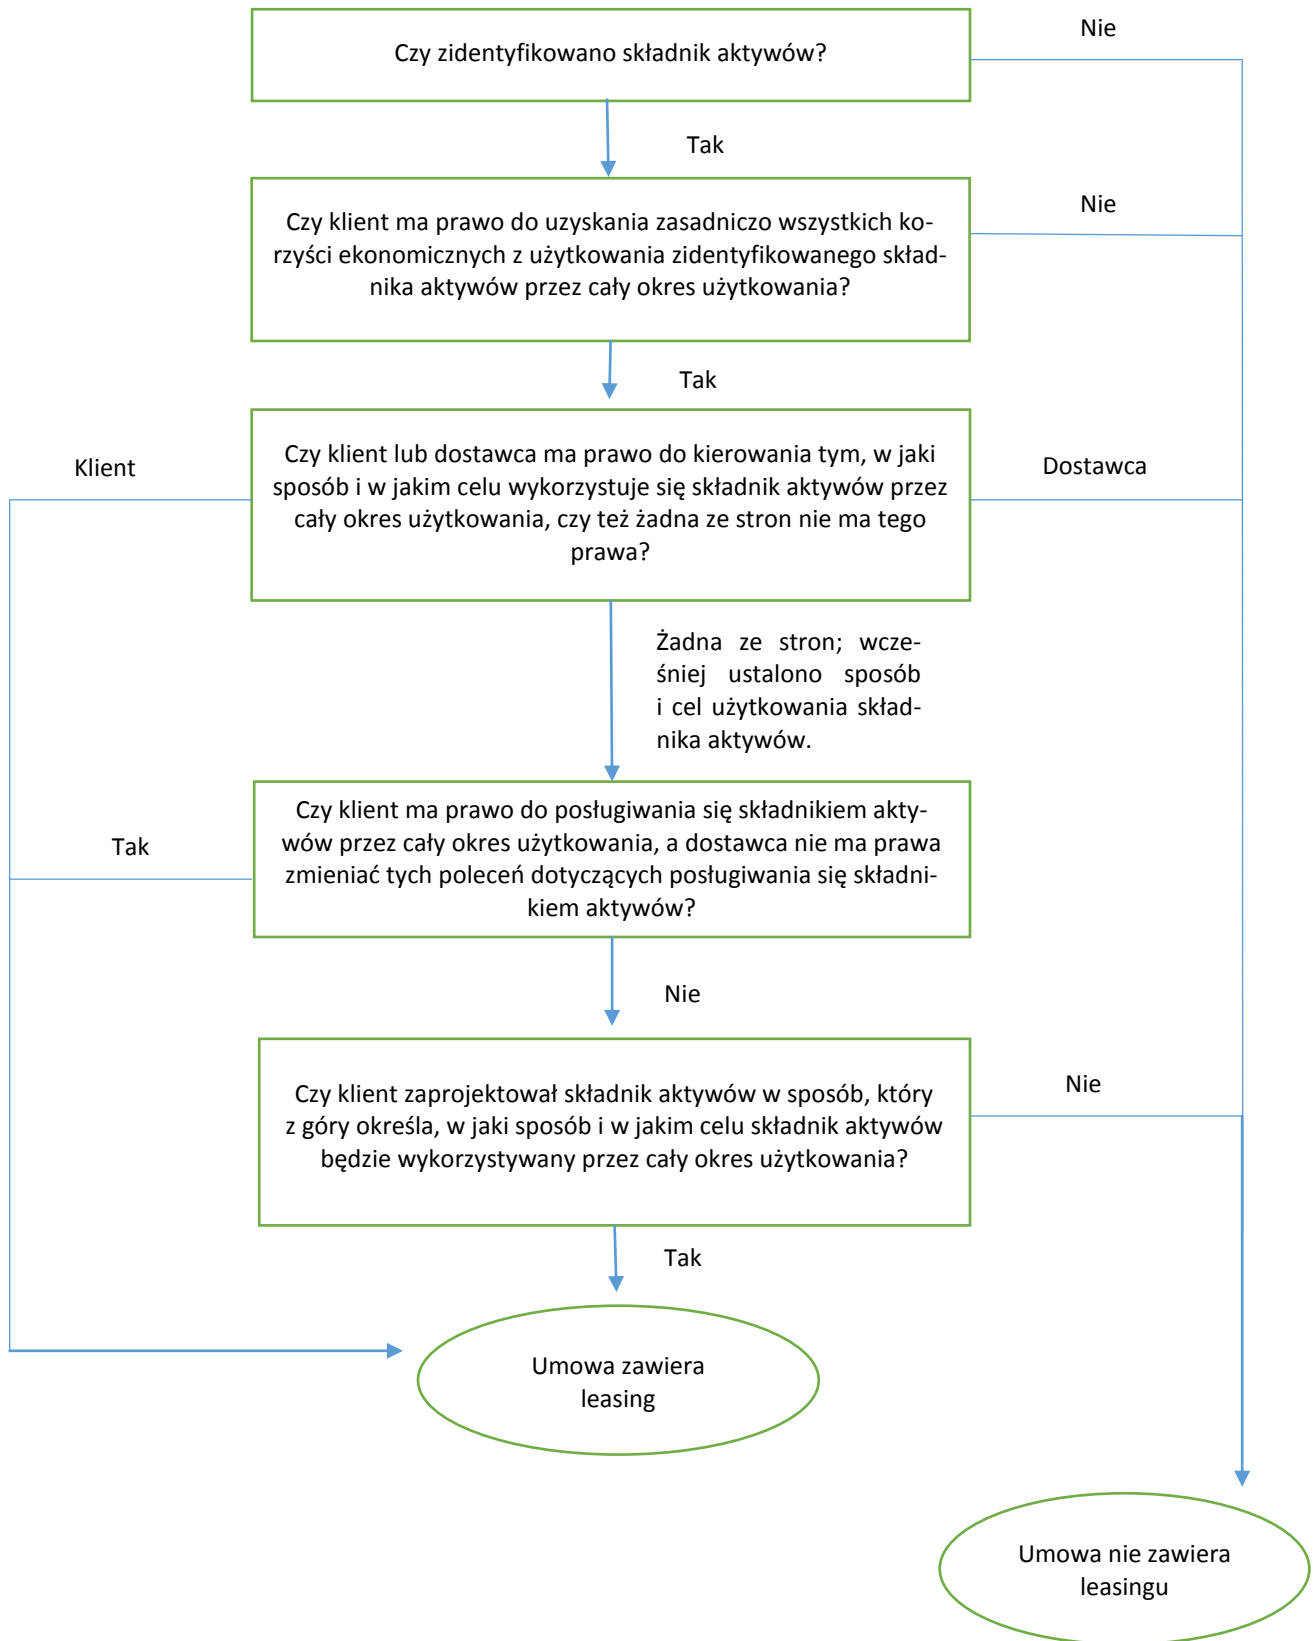 Czy zidentyfikowano składnik aktywów?
Nie
Tak
Czy klient ma prawo do uzyskania zasadniczo wszystkich ko-
rzyści ekonomicznych z użytkowania zidentyfikowanego skład-
nika aktywów przez cały okres użytkowania?
Nie
Tak
Klient
Czy klient lub dostawca ma prawo do kierowania tym, w jaki
sposób i w jakim celu wykorzystuje się składnik aktywów przez
cały okres użytkowania, czy też żadna ze stron nie ma tego
prawa?
Dostawca
Żadna ze stron; wcze-
śniej ustalono sposób
i cel użytkowania skład-
nika aktywów.
Tak
Czy klient ma prawo do posługiwania się składnikiem akty-
wów przez cały okres użytkowania, a dostawca nie ma prawa
zmieniać tych poleceń dotyczących posługiwania się składni-
kiem aktywów?
Nie
Czy klient zaprojektował składnik aktywów w sposób, który
z góry określa, w jaki sposób i w jakim celu składnik aktywów
będzie wykorzystywany przez cały okres użytkowania?
Nie
Tak
Umowa zawiera
leasing
Umowa nie zawiera
leasingu